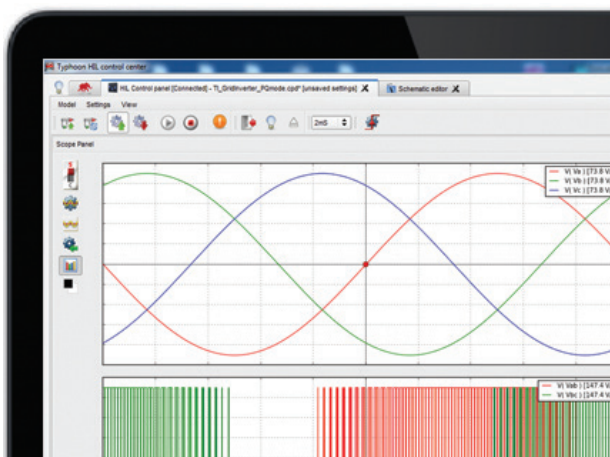 Typhoon HIL control center
HIL Control panel [Connected] - TI_GridInverter_PQmode.cpd* [unsaved settings] X
Schematic editor X
Model Settings View
2mS
Scope Panel
V( Va ) [73.8 V
V( Vb ) [73.8 V
V( Vc ) [73.8 V
V( Vab ) [147.4 V
V( Vbc ) [147.4 V